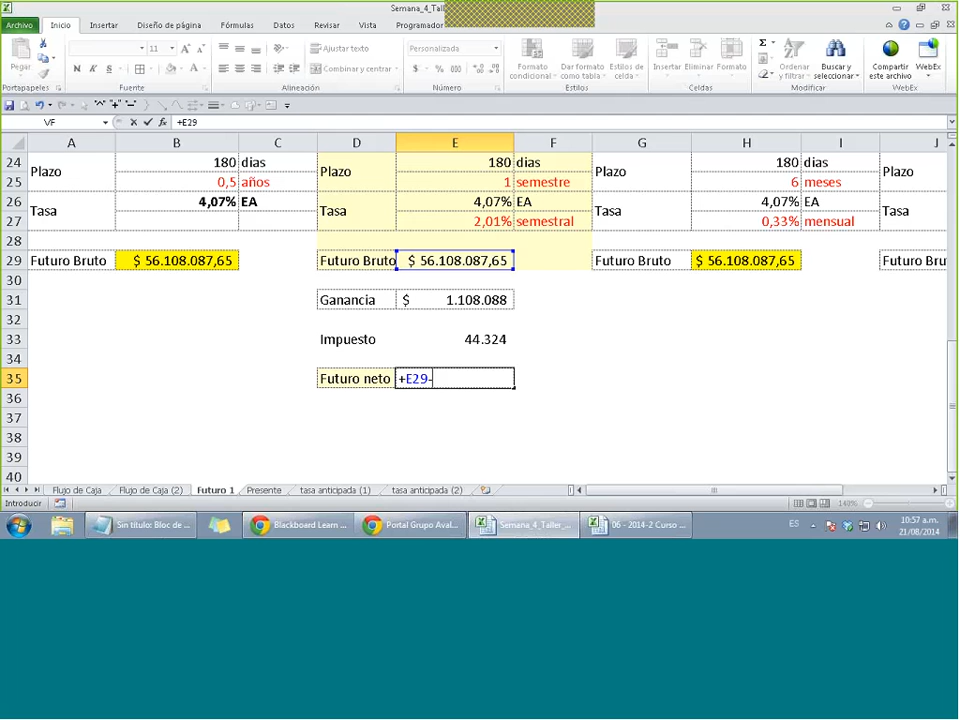 Semana_4_Tall
Archivo Inicio Insertar Diseño de página Fórmulas Datos Revisar Vista Programador
Pegar
N K S
11 A A
Ajustar texto
Combinar y centrar
Personalizada
$ % 000
Formato condicional
Dar formato como tabla
Estilos de celda
Insertar Eliminar Formato
Ordenar y filtrar
Buscar y seleccionar
Compartir este archivo
WebEx
Portapapeles Fuente Alineación Número Estilos Celdas Modificar WebEx
VF fx +E29
A B C D E F G H I J
24 Plazo 180 dias Plazo 180 dias Plazo 180 dias Plazo
25 0,5 años 1 semestre 6 meses
26 Tasa 4,07% EA Tasa 4,07% EA Tasa 4,07% EA Tasa
27 2,01% semestral 0,33% mensual
28
29 Futuro Bruto $ 56.108.087,65 Futuro Bruto $ 56.108.087,65 Futuro Bruto $ 56.108.087,65 Futuro Bru
30
31 Ganancia $ 1.108.088
32
33 Impuesto 44.324
34
35 Futuro neto +E29-
36
37
38
39
40
Flujo de Caja Flujo de Caja (2) Futuro 1 Presente tasa anticipada (1) tasa anticipada (2)
Introducir 140%
Sin título: Bloc de ... Blackboard Learn ... Portal Grupo Aval... Semana_4_Taller_... 06 - 2014-2 Curso ... ES 10:57 a.m.
21/08/2014